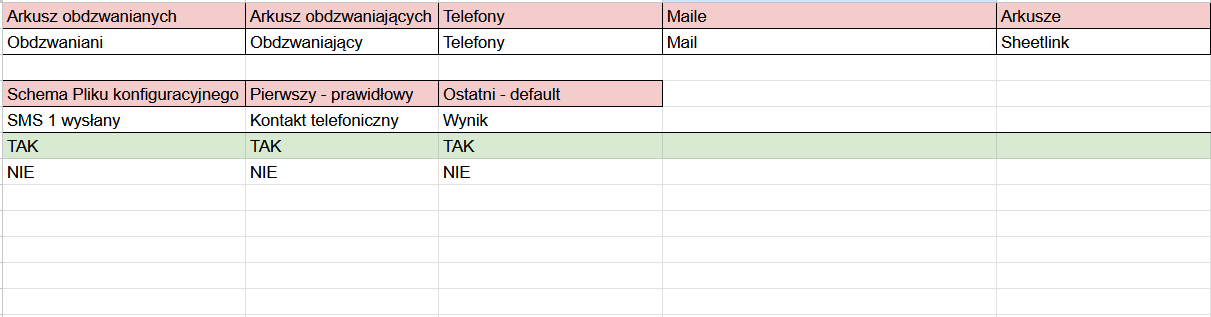 Arkusz obdzwanianych Arkusz obdzwaniających Telefony Maile Arkusze
Obdzwaniani Obdzwaniający Telefony Mail Sheetlink
Schema Pliku konfiguracyjnego Pierwszy - prawidłowy Ostatni - default
SMS 1 wysłany Kontakt telefoniczny Wynik
TAK TAK TAK
NIE NIE NIE